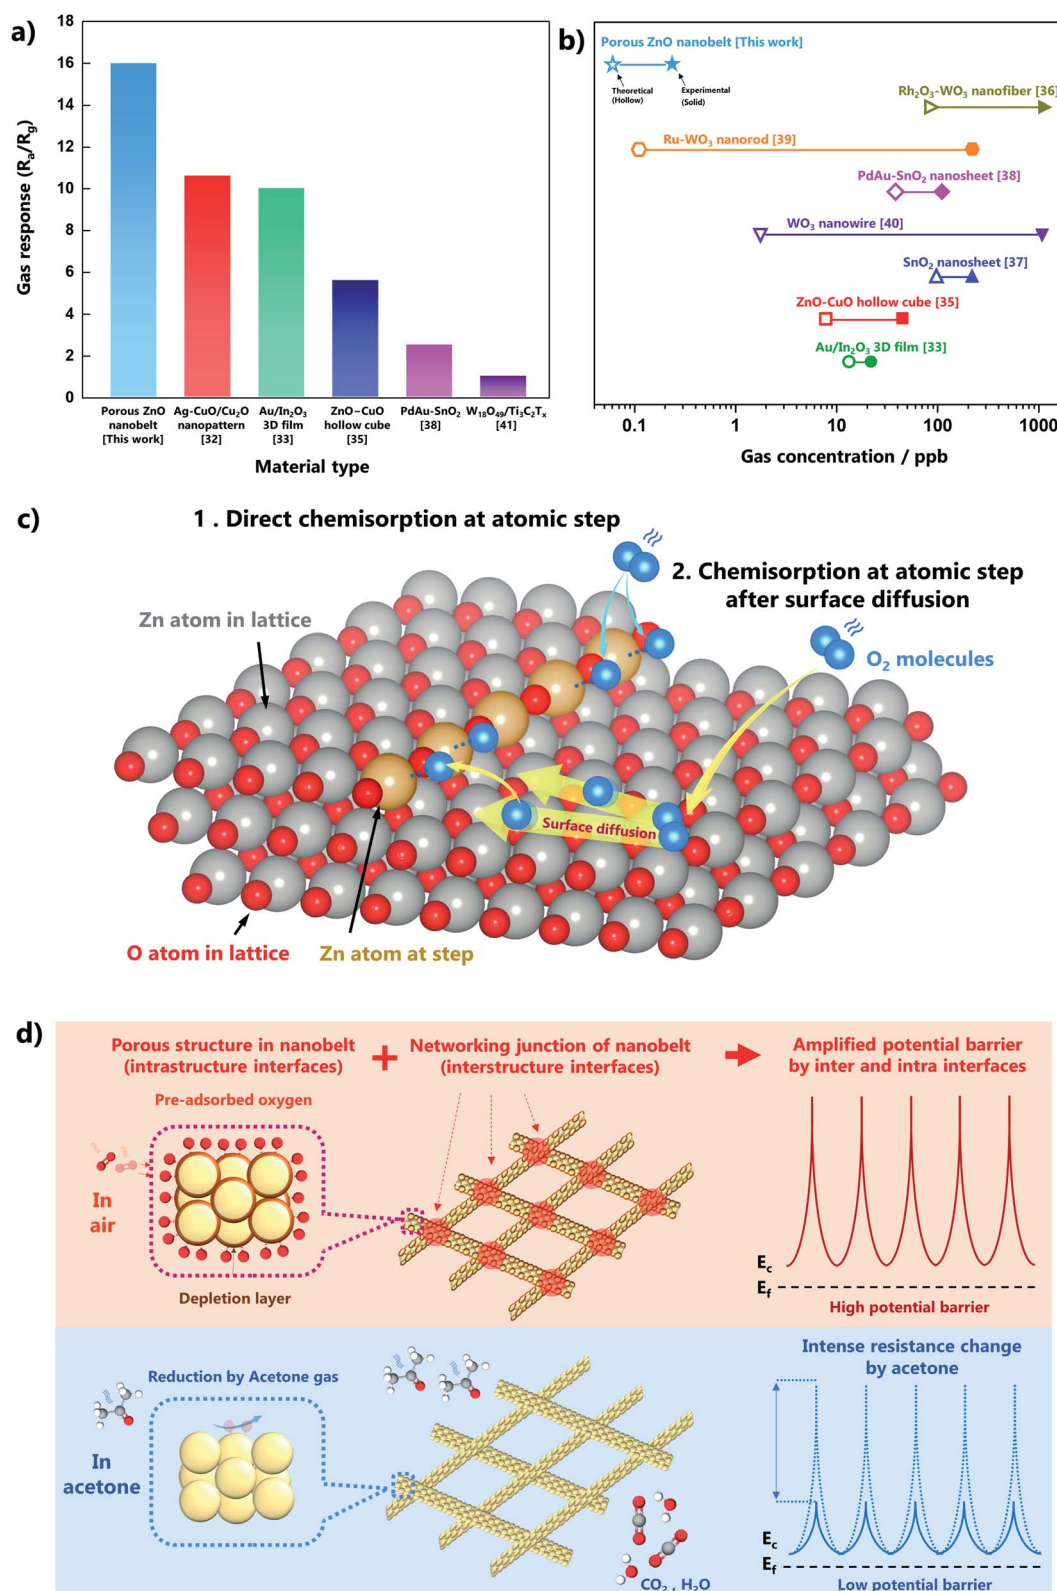 a)
18
16
14
12
10
8
6
4
2
0
Gas response (Rₐ/R_g)
Porous ZnO
nanobelt
[This work]
Ag-CuO/Cu₂O
nanopattern
[32]
Au/In₂O₃
3D film
[33]
ZnO−CuO
hollow cube
[35]
PdAu-SnO₂
[38]
W₁₈O₄₉/Ti₃C₂Tₓ
[41]
Material type
b)
Porous ZnO nanobelt [This work]
Theoretical
(Hollow)
Experimental
(Solid)
Rh₂O₃-WO₃ nanofiber [36]
Ru-WO₃ nanorod [39]
PdAu-SnO₂ nanosheet [38]
WO₃ nanowire [40]
SnO₂ nanosheet [37]
ZnO-CuO hollow cube [35]
Au/In₂O₃ 3D film [33]
0.1
1
10
100
1000
Gas concentration / ppb
c)
1 . Direct chemisorption at atomic step
2. Chemisorption at atomic step
after surface diffusion
Zn atom in lattice
O₂ molecules
Surface diffusion
O atom in lattice
Zn atom at step
d)
Porous structure in nanobelt
(intrastructure interfaces)
+
Networking junction of nanobelt
(interstructure interfaces)
Amplified potential barrier
by inter and intra interfaces
Pre-adsorbed oxygen
In
air
Depletion layer
E_c
E_f
High potential barrier
Reduction by Acetone gas
In
acetone
CO₂ , H₂O
Intense resistance change
by acetone
E_c
E_f
Low potential barrier